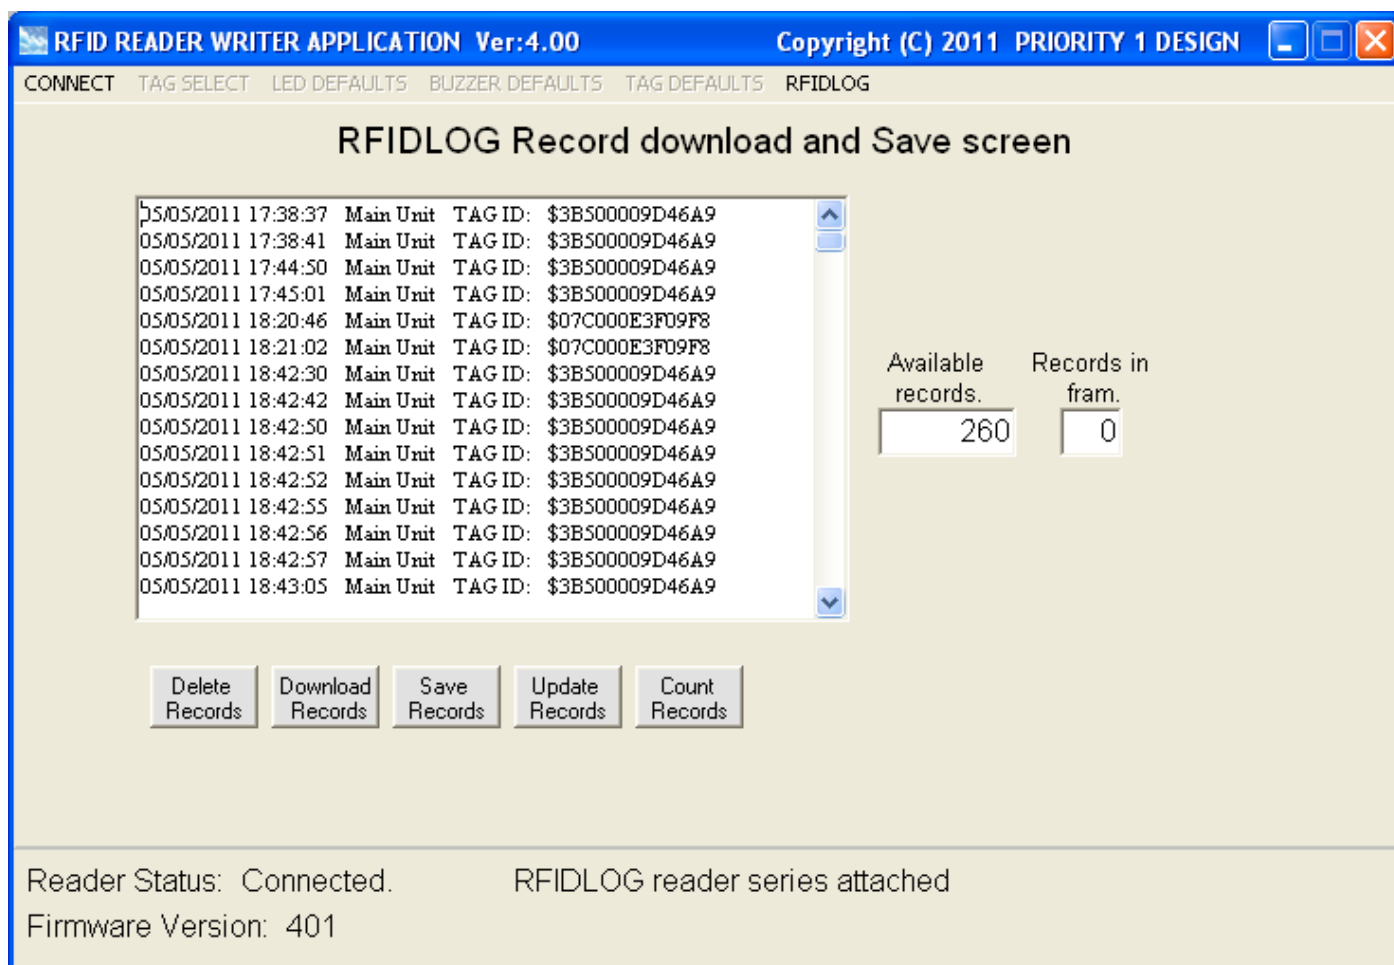 RFID READER WRITER APPLICATION Ver:4.00 Copyright (C) 2011 PRIORITY 1 DESIGN
CONNECT TAG SELECT LED DEFAULTS BUZZER DEFAULTS TAG DEFAULTS RFIDLOG
RFIDLOG Record download and Save screen
05/05/2011 17:38:37 Main Unit TAG ID: $3B500009D46A9
05/05/2011 17:38:41 Main Unit TAG ID: $3B500009D46A9
05/05/2011 17:44:50 Main Unit TAG ID: $3B500009D46A9
05/05/2011 17:45:01 Main Unit TAG ID: $3B500009D46A9
05/05/2011 18:20:46 Main Unit TAG ID: $07C000E3F09F8
05/05/2011 18:21:02 Main Unit TAG ID: $07C000E3F09F8
05/05/2011 18:42:30 Main Unit TAG ID: $3B500009D46A9
05/05/2011 18:42:42 Main Unit TAG ID: $3B500009D46A9
05/05/2011 18:42:50 Main Unit TAG ID: $3B500009D46A9
05/05/2011 18:42:51 Main Unit TAG ID: $3B500009D46A9
05/05/2011 18:42:52 Main Unit TAG ID: $3B500009D46A9
05/05/2011 18:42:55 Main Unit TAG ID: $3B500009D46A9
05/05/2011 18:42:56 Main Unit TAG ID: $3B500009D46A9
05/05/2011 18:42:57 Main Unit TAG ID: $3B500009D46A9
05/05/2011 18:43:05 Main Unit TAG ID: $3B500009D46A9
Available
records.
260
Records in
fram.
0
Delete
Records
Download
Records
Save
Records
Update
Records
Count
Records
Reader Status: Connected. RFIDLOG reader series attached
Firmware Version: 401